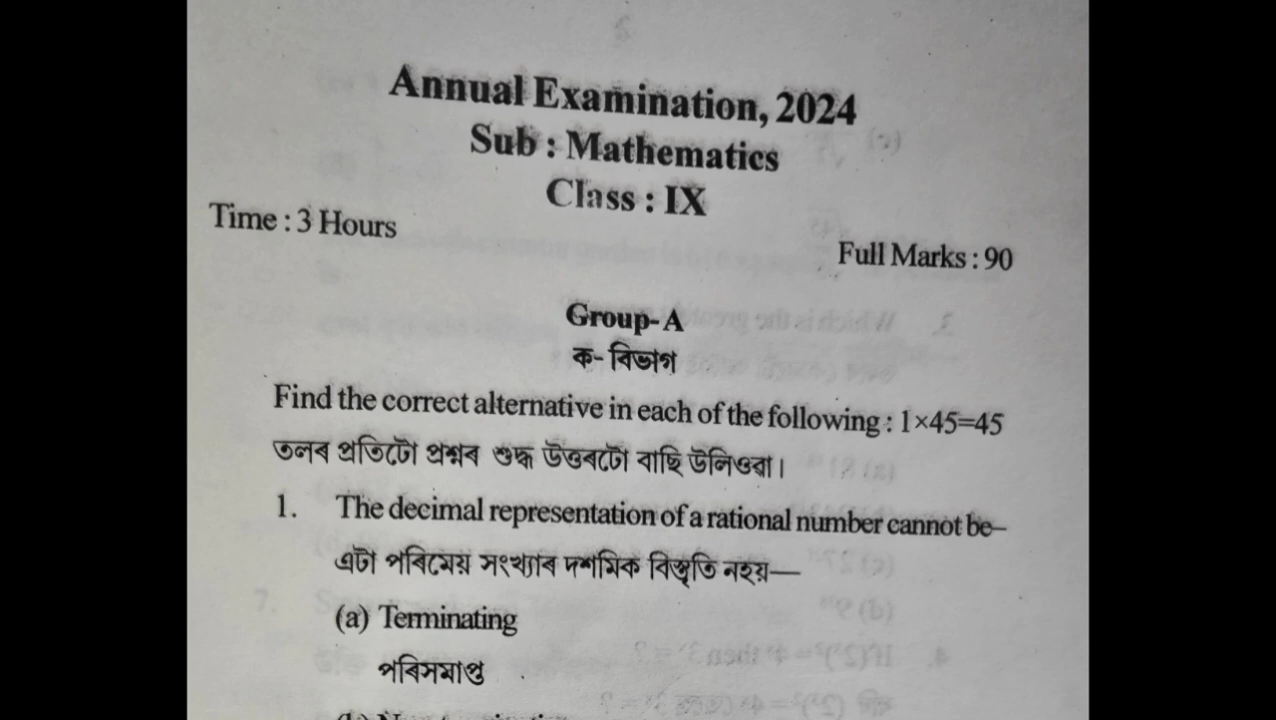 Annual Examination, 2024
Sub : Mathematics
Class : IX
Time : 3 Hours
Full Marks : 90
Group-A
ক- বিভাগ
Find the correct alternative in each of the following : 1×45=45
তলৰ প্ৰতিটো প্ৰশ্নৰ শুদ্ধ উত্তৰটো বাছি উলিওৱা।
1. The decimal representation of a rational number cannot be–
এটা পৰিমেয় সংখ্যাৰ দশমিক বিস্তৃতি নহয়—
(a) Terminating
পৰিসমাপ্ত